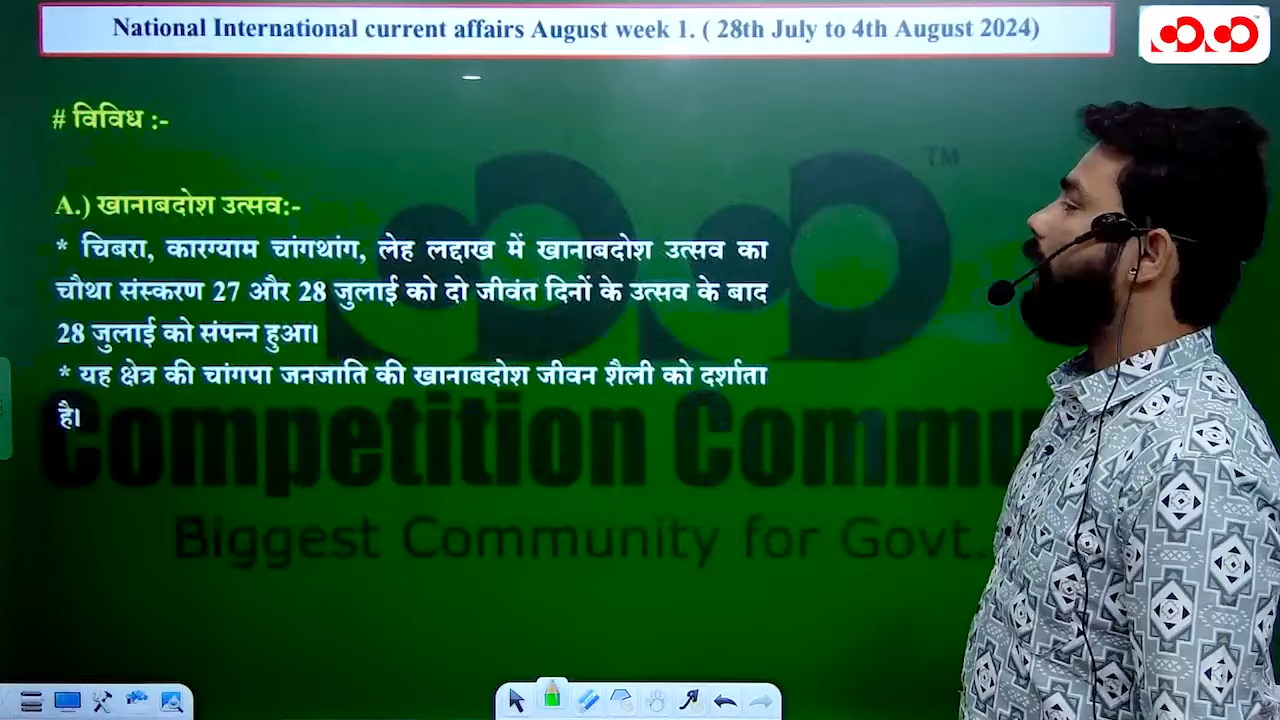 National International current affairs August week 1. ( 28th July to 4th August 2024)
# विविध :-
A.) खानाबदोश उत्सव:-
* चिबरा, कारग्याम चांगथांग, लेह लद्दाख में खानाबदोश उत्सव का
चौथा संस्करण 27 और 28 जुलाई को दो जीवंत दिनों के उत्सव के बाद
28 जुलाई को संपन्न हुआ।
* यह क्षेत्र की चांगपा जनजाति की खानाबदोश जीवन शैली को दर्शाता
है।
TM
Competition Commu
Biggest Community for Govt.